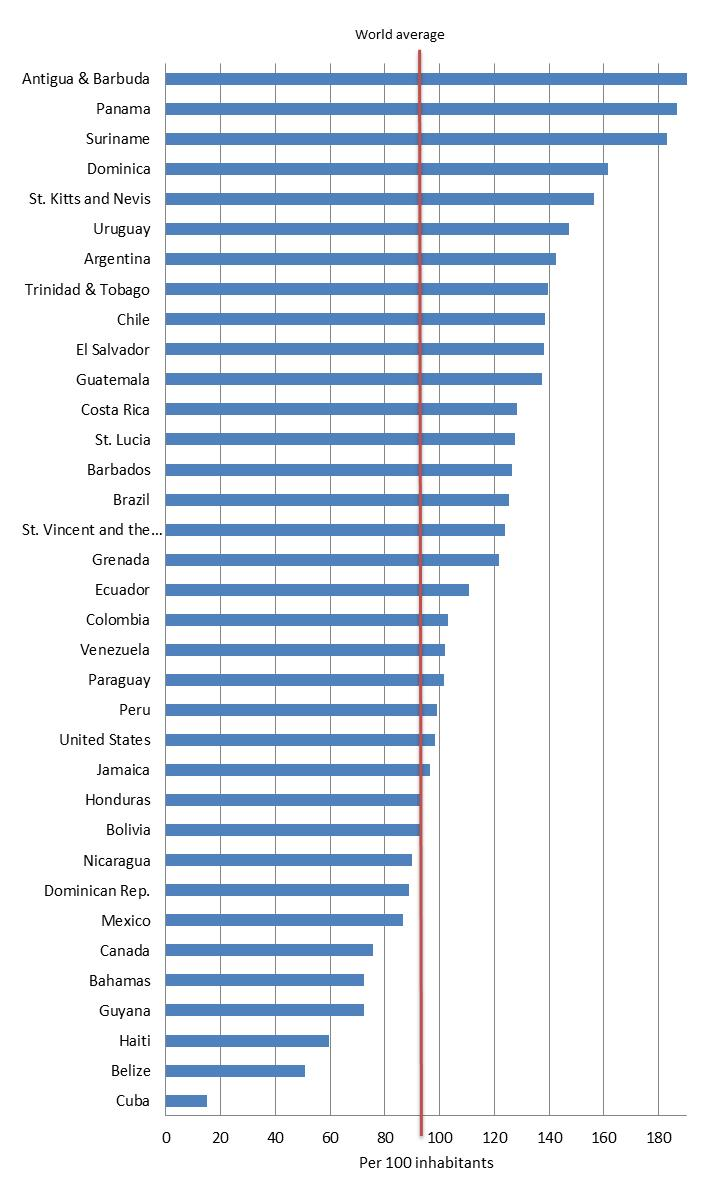 World average
Antigua & Barbuda
Panama
Suriname
Dominica
St. Kitts and Nevis
Uruguay
Argentina
Trinidad & Tobago
Chile
El Salvador
Guatemala
Costa Rica
St. Lucia
Barbados
Brazil
St. Vincent and the...
Grenada
Ecuador
Colombia
Venezuela
Paraguay
Peru
United States
Jamaica
Honduras
Bolivia
Nicaragua
Dominican Rep.
Mexico
Canada
Bahamas
Guyana
Haiti
Belize
Cuba
0 20 40 60 80 100 120 140 160 180
Per 100 inhabitants